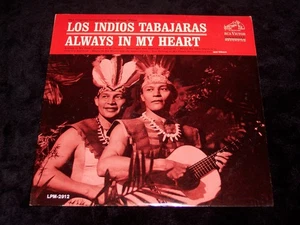 LOS INDIOS TABAJARAS
ALWAYS IN MY HEART
RCA VICTOR
LPM-2912